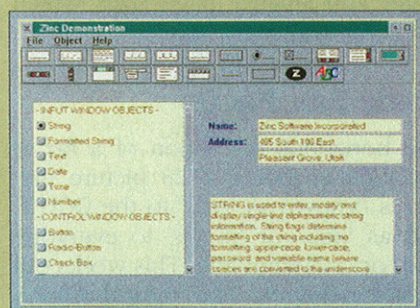 Zinc Demonstration
File Object Help
Z ABC
- INPUT WINDOW OBJECTS -
String
Formatted String
Text
Date
Time
Number
- CONTROL WINDOW OBJECTS -
Button
Radio-Button
Check Box
Name: Zinc Software Incorporated
Address: 405 South 100 East
Pleasant Grove, Utah
STRING is used to enter, modify and
display single-line alphanumeric string
information. String flags determine
formatting of the string including: no
formatting, upper-case, lower-case,
password, and variable name (where
spaces are converted to the underscore)